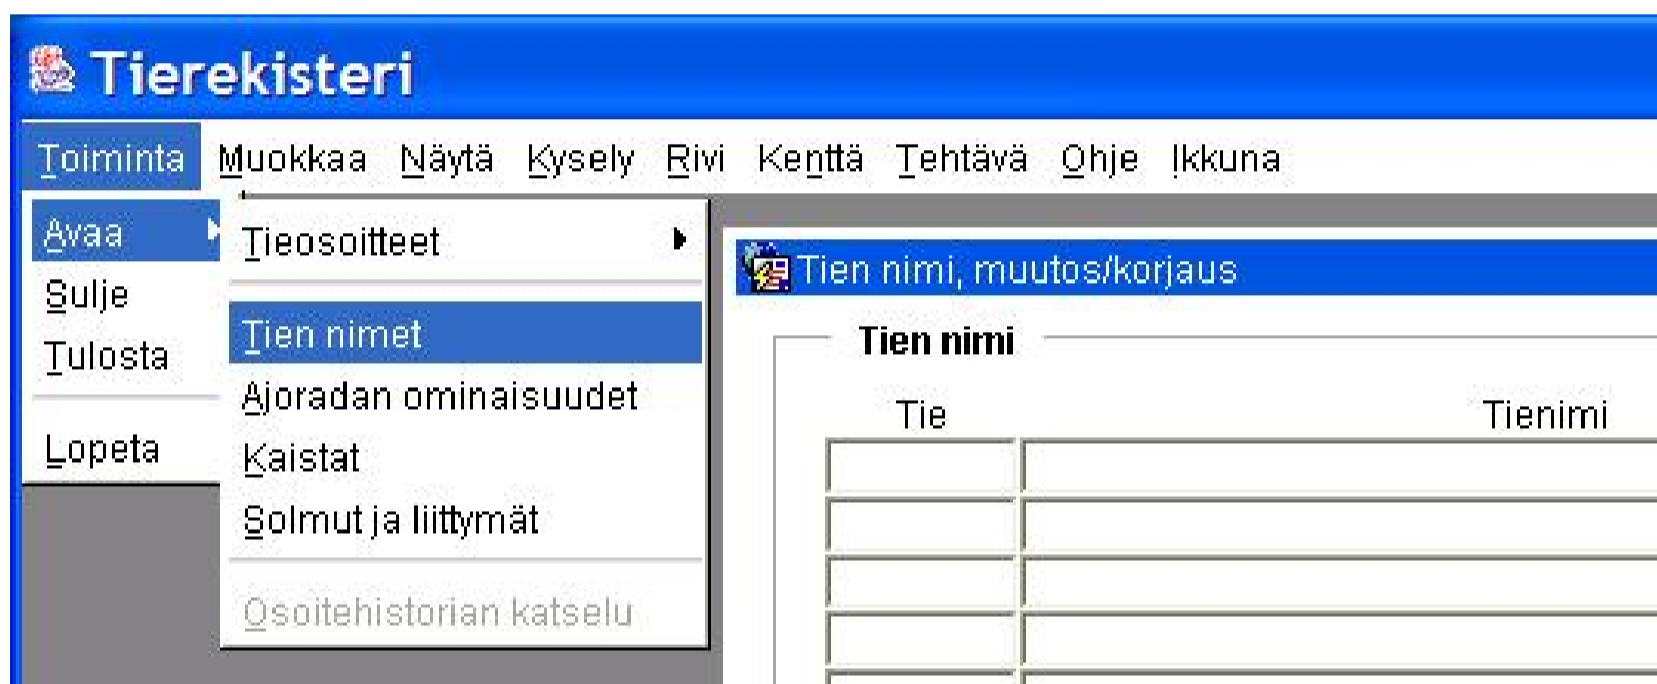 Tierekisteri
Toiminta Muokkaa Näytä Kysely Rivi Kenttä Tehtävä Ohje Ikkuna
Avaa
Sulje
Tulosta
Lopeta
Tieosoitteet
Tien nimet
Ajoradan ominaisuudet
Kaistat
Solmut ja liittymät
Osoitehistorian katselu
Tien nimi, muutos/korjaus
Tien nimi
Tie Tienimi